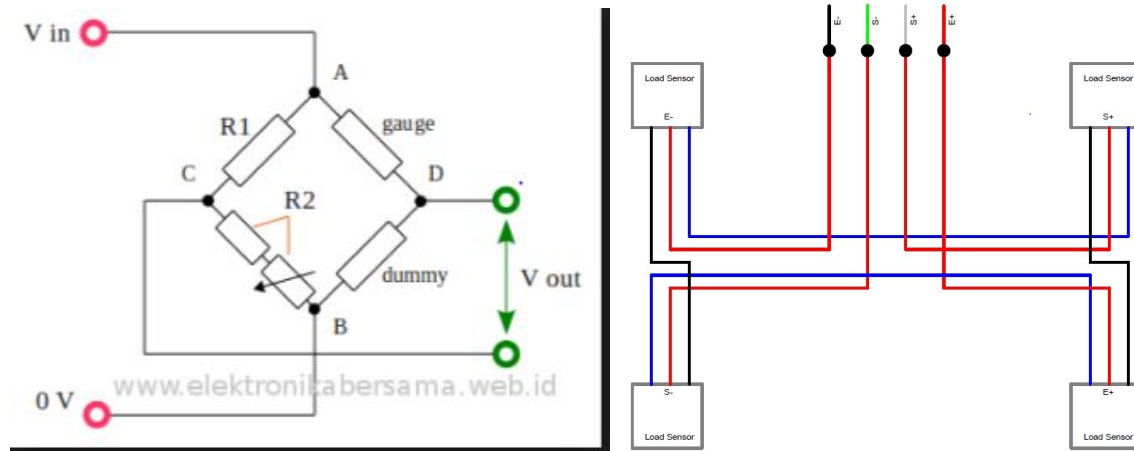 V in
A
R1
gauge
C
D
R2
V out
dummy
B
www.elektronikabersama.web.id
0 V
E-
S-
S+
E+
Load Sensor
E-
Load Sensor
S+
S-
Load Sensor
E+
Load Sensor